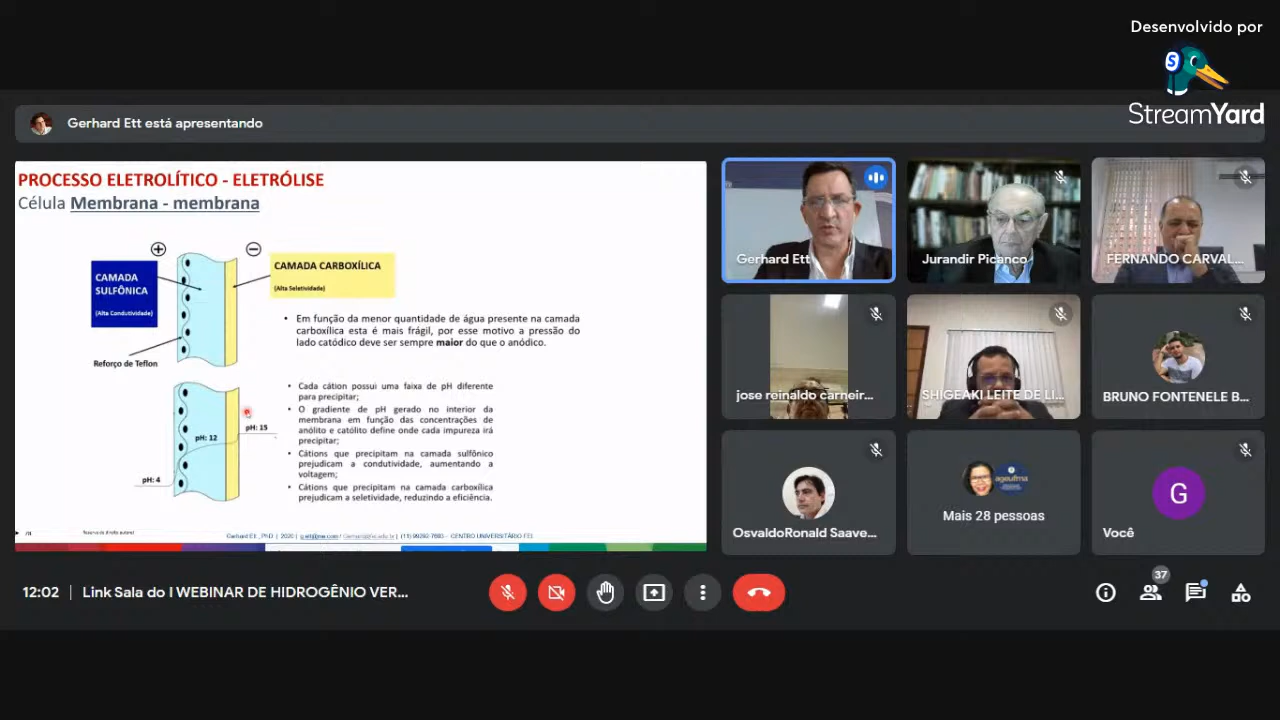 Desenvolvido por
StreamYard
Gerhard Ett está apresentando
PROCESSO ELETROLÍTICO - ELETRÓLISE
Célula Membrana - membrana
CAMADA
SULFÔNICA
(Alta Condutividade)
CAMADA CARBOXÍLICA
(Alta Seletividade)
Reforço de Teflon
• Em função da menor quantidade de água presente na camada
carboxílica esta é mais frágil, por esse motivo a pressão do
lado catódico deve ser sempre maior do que o anódico.
pH: 12
pH: 15
pH: 4
• Cada cátion possui uma faixa de pH diferente
para precipitar;
• O gradiente de pH gerado no interior da
membrana em função das concentrações de
anólito e católito define onde cada impureza irá
precipitar;
• Cátions que precipitam na camada sulfônico
prejudicam a condutividade, aumentando a
voltagem;
• Cátions que precipitam na camada carboxílica
prejudicam a seletividade, reduzindo a eficiência.
Gerhard Ett, PhD | 2020 |
CENTRO UNIVERSITÁRIO FEI
Gerhard Ett
Jurandir Picanco
FERNANDO CARVAL...
jose reinaldo carneir...
SHIGEAKI LEITE DE LI...
BRUNO FONTENELE B...
OsvaldoRonald Saave...
ageufma
Mais 28 pessoas
G
Você
12:02 | Link Sala do I WEBINAR DE HIDROGÊNIO VER...
37